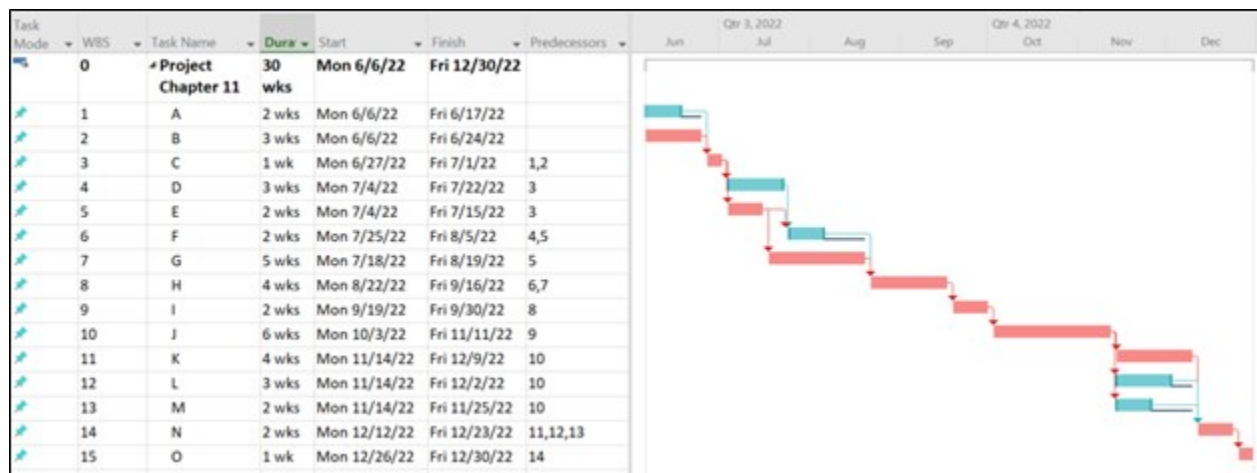 Task Mode WBS Task Name Dura Start Finish Predecessors
Qtr 3, 2022 Qtr 4, 2022
Jun Jul Aug Sep Oct Nov Dec
0 Project Chapter 11 30 wks Mon 6/6/22 Fri 12/30/22
1 A 2 wks Mon 6/6/22 Fri 6/17/22
2 B 3 wks Mon 6/6/22 Fri 6/24/22
3 C 1 wk Mon 6/27/22 Fri 7/1/22 1,2
4 D 3 wks Mon 7/4/22 Fri 7/22/22 3
5 E 2 wks Mon 7/4/22 Fri 7/15/22 3
6 F 2 wks Mon 7/25/22 Fri 8/5/22 4,5
7 G 5 wks Mon 7/18/22 Fri 8/19/22 5
8 H 4 wks Mon 8/22/22 Fri 9/16/22 6,7
9 I 2 wks Mon 9/19/22 Fri 9/30/22 8
10 J 6 wks Mon 10/3/22 Fri 11/11/22 9
11 K 4 wks Mon 11/14/22 Fri 12/9/22 10
12 L 3 wks Mon 11/14/22 Fri 12/2/22 10
13 M 2 wks Mon 11/14/22 Fri 11/25/22 10
14 N 2 wks Mon 12/12/22 Fri 12/23/22 11,12,13
15 O 1 wk Mon 12/26/22 Fri 12/30/22 14